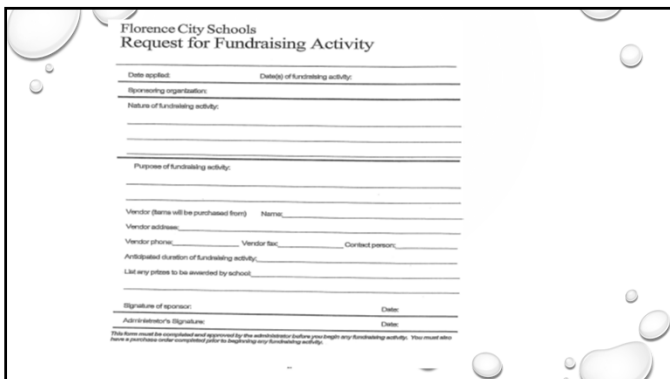 Florence City Schools
Request for Fundraising Activity
Date applied: Date(s) of fundraising activity:
Sponsoring organization:
Nature of fundraising activity:
Purpose of fundraising activity:
Vendor (items will be purchased from) Name:
Vendor address:
Vendor phone: Vendor fax: Contact person:
Anticipated duration of fundraising activity:
List any prizes to be awarded by school:
Signature of sponsor: Date:
Administrator's Signature: Date:
This form must be completed and approved by the administrator before you begin any fundraising activity. You must also
have a purchase order completed prior to beginning any fundraising activity.